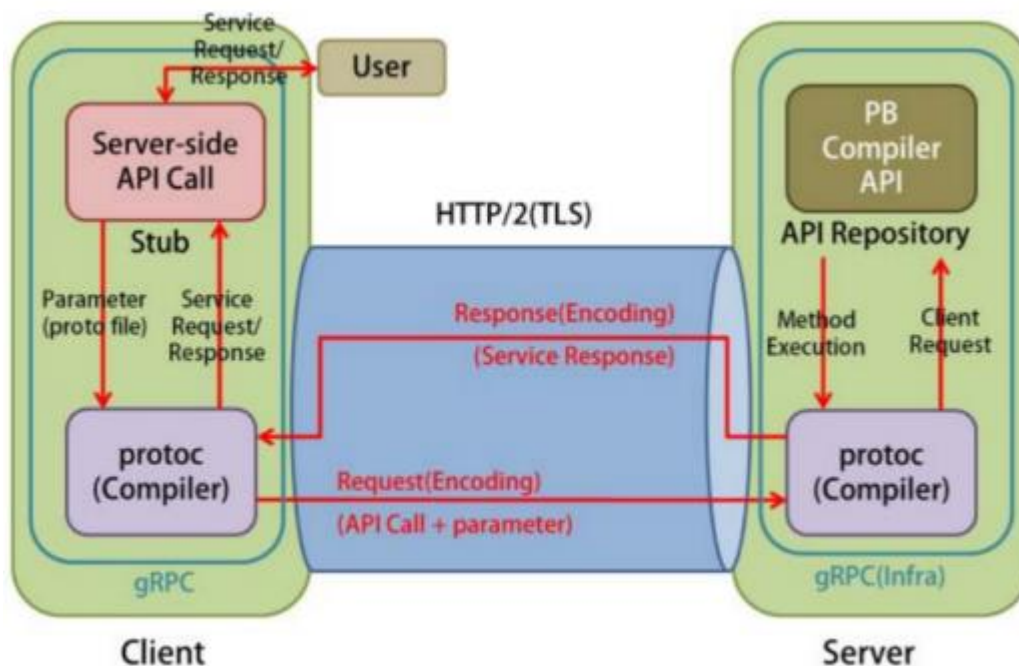 Service
Request/
Response
User
Server-side
API Call
Stub
Parameter
(proto file)
Service
Request/
Response
protoc
(Compiler)
gRPC
Client
HTTP/2(TLS)
Response(Encoding)
(Service Response)
Request(Encoding)
(API Call + parameter)
PB
Compiler
API
API Repository
Method
Execution
Client
Request
protoc
(Compiler)
gRPC(Infra)
Server